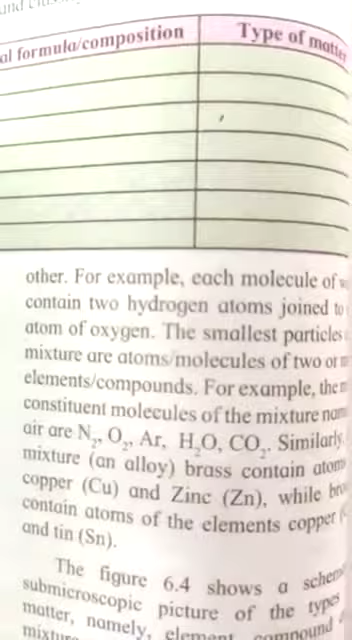 al formula/composition
Type of matter
other. For example, each molecule of
contain two hydrogen atoms joined to
atom of oxygen. The smallest particles
mixture are atoms/molecules of two or
elements/compounds. For example, the
constituent molecules of the mixture
air are N₂, O₂, Ar, H₂O, CO₂. Similarly,
mixture (an alloy) brass contain atom
copper (Cu) and Zinc (Zn), while
contain atoms of the elements copper
and tin (Sn).
The figure 6.4 shows a schem
submicroscopic picture of the types
matter, namely, element, compound
mixture